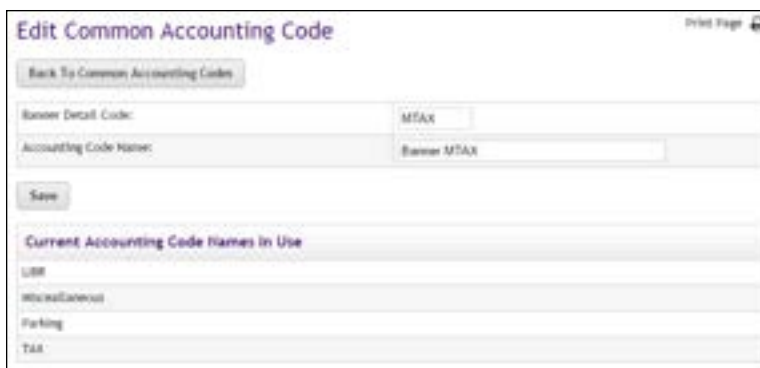 Edit Common Accounting Code
Print Page
Back To Common Accounting Codes
Banner Detail Code: MTAX
Accounting Code Name: Banner MTAX
Save
Current Accounting Code Names In Use
LIBR
Miscellaneous
Parking
TAX